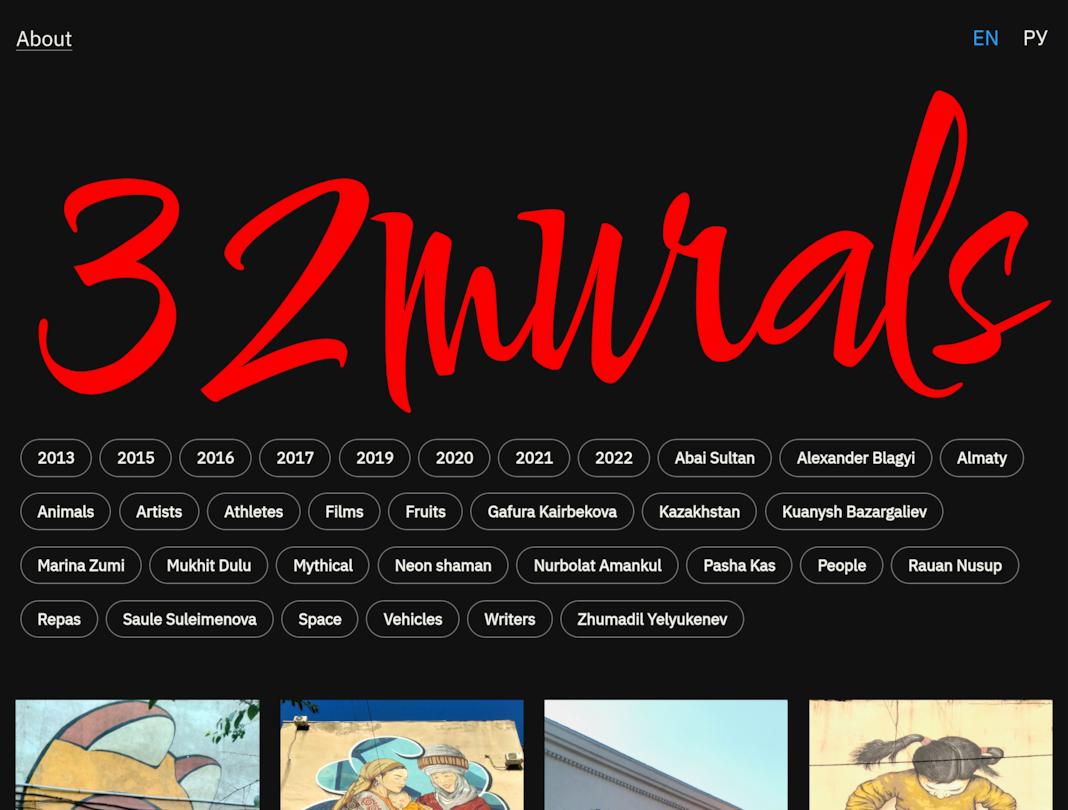 About EN РУ
32murals
2013 2015 2016 2017 2019 2020 2021 2022 Abai Sultan Alexander Blagyi Almaty
Animals Artists Athletes Films Fruits Gafura Kairbekova Kazakhstan Kuanysh Bazargaliev
Marina Zumi Mukhit Dulu Mythical Neon shaman Nurbolat Amankul Pasha Kas People Rauan Nusup
Repas Saule Suleimenova Space Vehicles Writers Zhumadil Yelyukenev